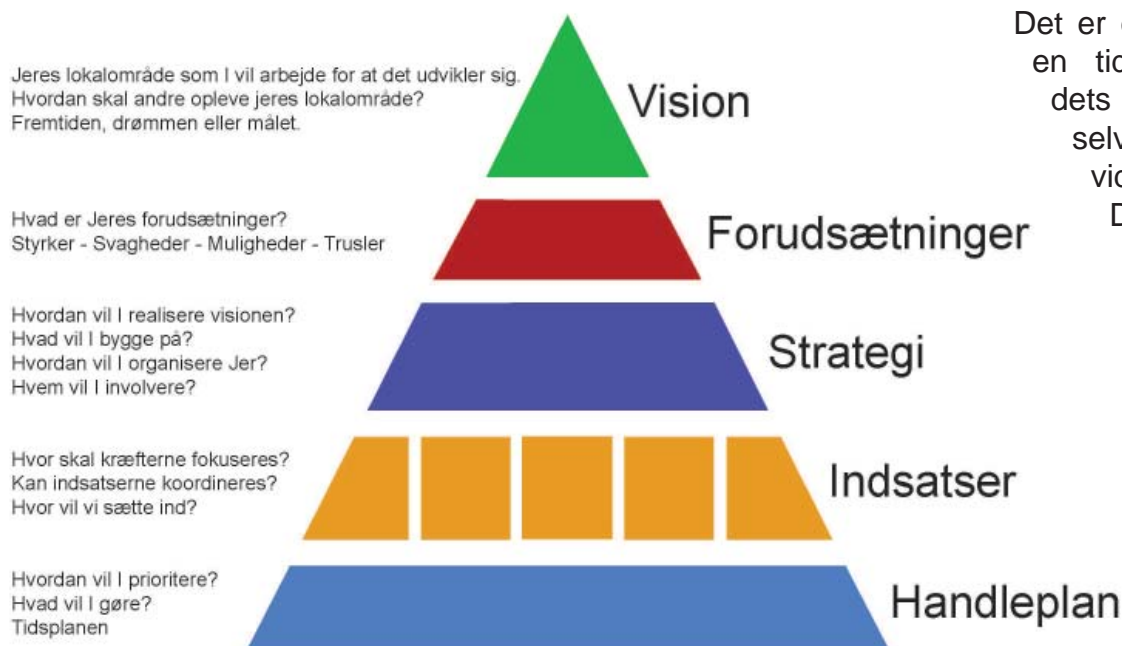 Jeres lokalområde som I vil arbejde for at det udvikler sig.
Hvordan skal andre opleve jeres lokalområde?
Fremtiden, drømmen eller målet.
Vision
Hvad er Jeres forudsætninger?
Styrker - Svagheder - Muligheder - Trusler
Forudsætninger
Hvordan vil I realisere visionen?
Hvad vil I bygge på?
Hvordan vil I organisere Jer?
Hvem vil I involvere?
Strategi
Hvor skal kræfterne fokuseres?
Kan indsatserne koordineres?
Hvor vil vi sætte ind?
Indsatser
Hvordan vil I prioritere?
Hvad vil I gøre?
Tidsplanen
Handleplan
Det er
en
dets